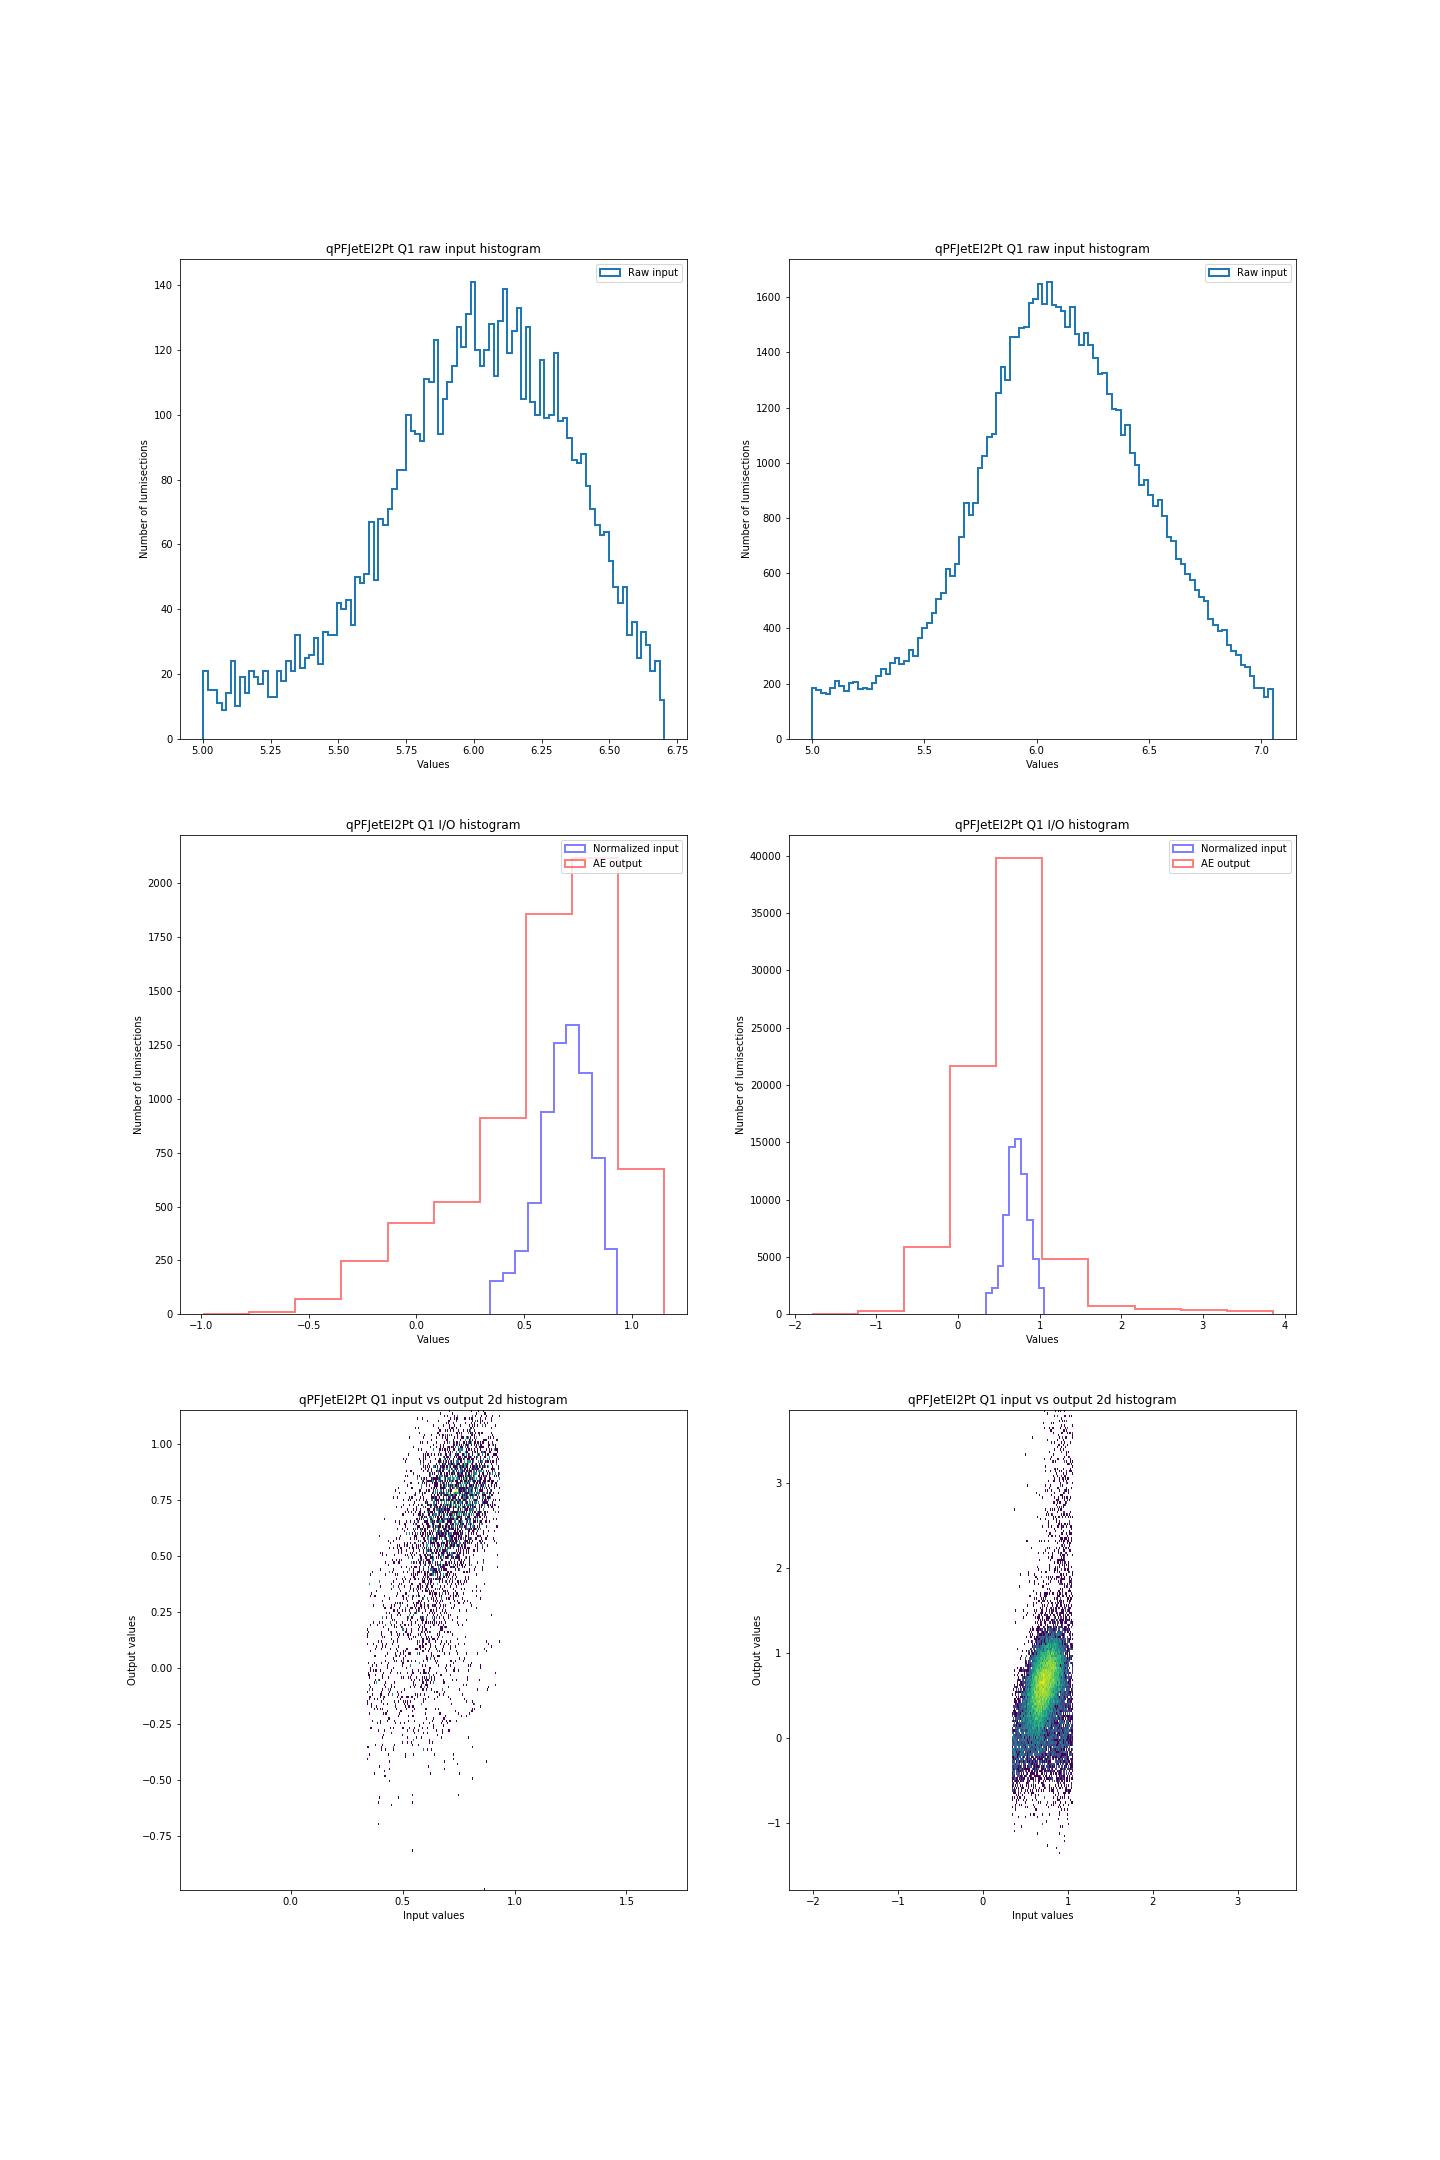 qPFJetEI2Pt Q1 raw input histogram
Raw input
140
120
100
80
60
40
20
0
Number of lumisections
5.00 5.25 5.50 5.75 6.00 6.25 6.50 6.75
Values
qPFJetEI2Pt Q1 raw input histogram
Raw input
1600
1400
1200
1000
800
600
400
200
0
Number of lumisections
5.0 5.5 6.0 6.5 7.0
Values
qPFJetEI2Pt Q1 I/O histogram
Normalized input
AE output
2000
1750
1500
1250
1000
750
500
250
0
Number of lumisections
−1.0 −0.5 0.0 0.5 1.0
Values
qPFJetEI2Pt Q1 I/O histogram
Normalized input
AE output
40000
35000
30000
25000
20000
15000
10000
5000
0
Number of lumisections
−2 −1 0 1 2 3 4
Values
qPFJetEI2Pt Q1 input vs output 2d histogram
1.00
0.75
0.50
0.25
0.00
−0.25
−0.50
−0.75
Output values
0.0 0.5 1.0 1.5
Input values
qPFJetEI2Pt Q1 input vs output 2d histogram
3
2
1
0
−1
Output values
−2 −1 0 1 2 3
Input values